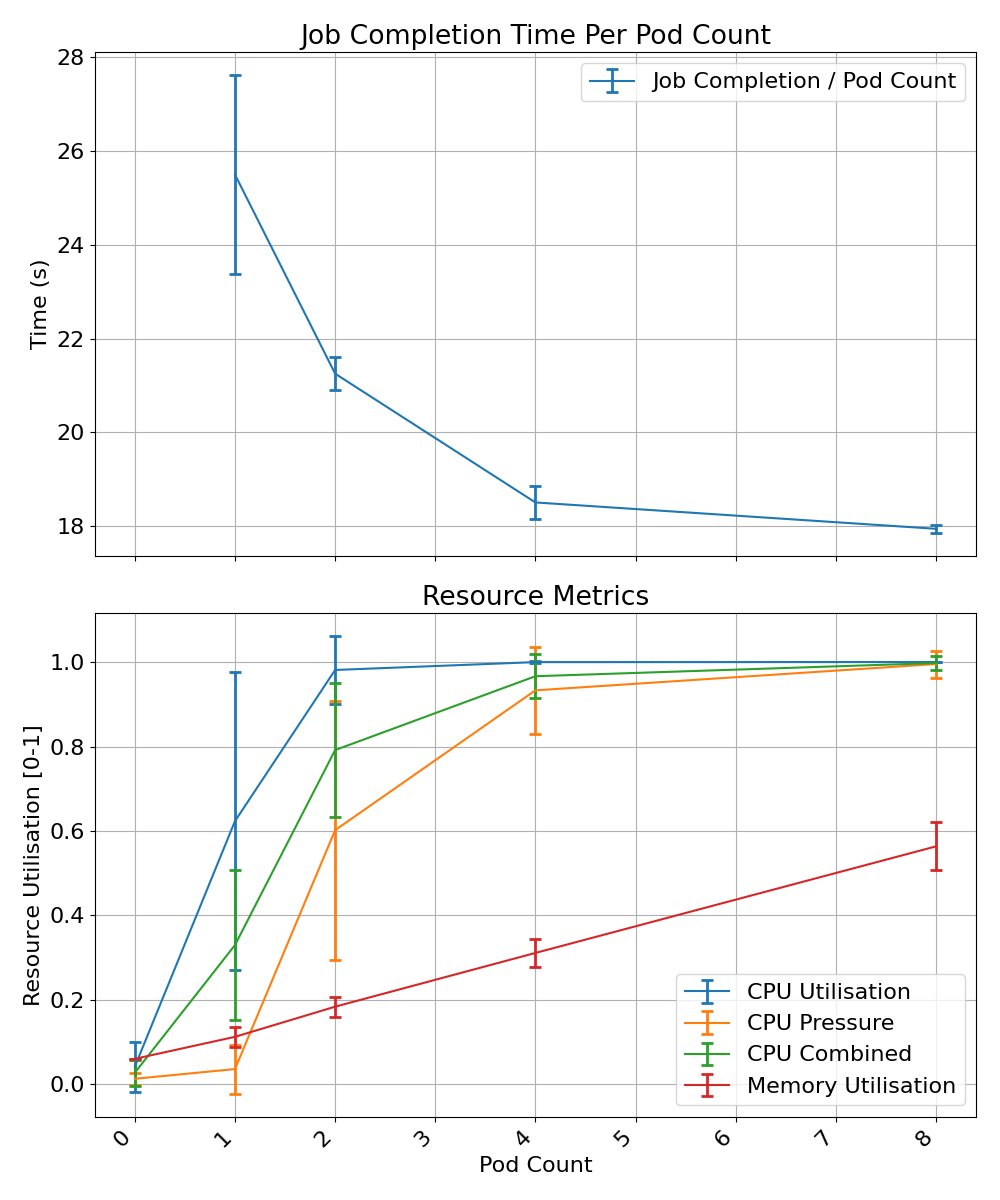 Job Completion Time Per Pod Count
28
26
24
22
20
18
Time (s)
Job Completion / Pod Count
Resource Metrics
1.0
0.8
0.6
0.4
0.2
0.0
Resource Utilisation [0-1]
CPU Utilisation
CPU Pressure
CPU Combined
Memory Utilisation
0 1 2 3 4 5 6 7 8
Pod Count